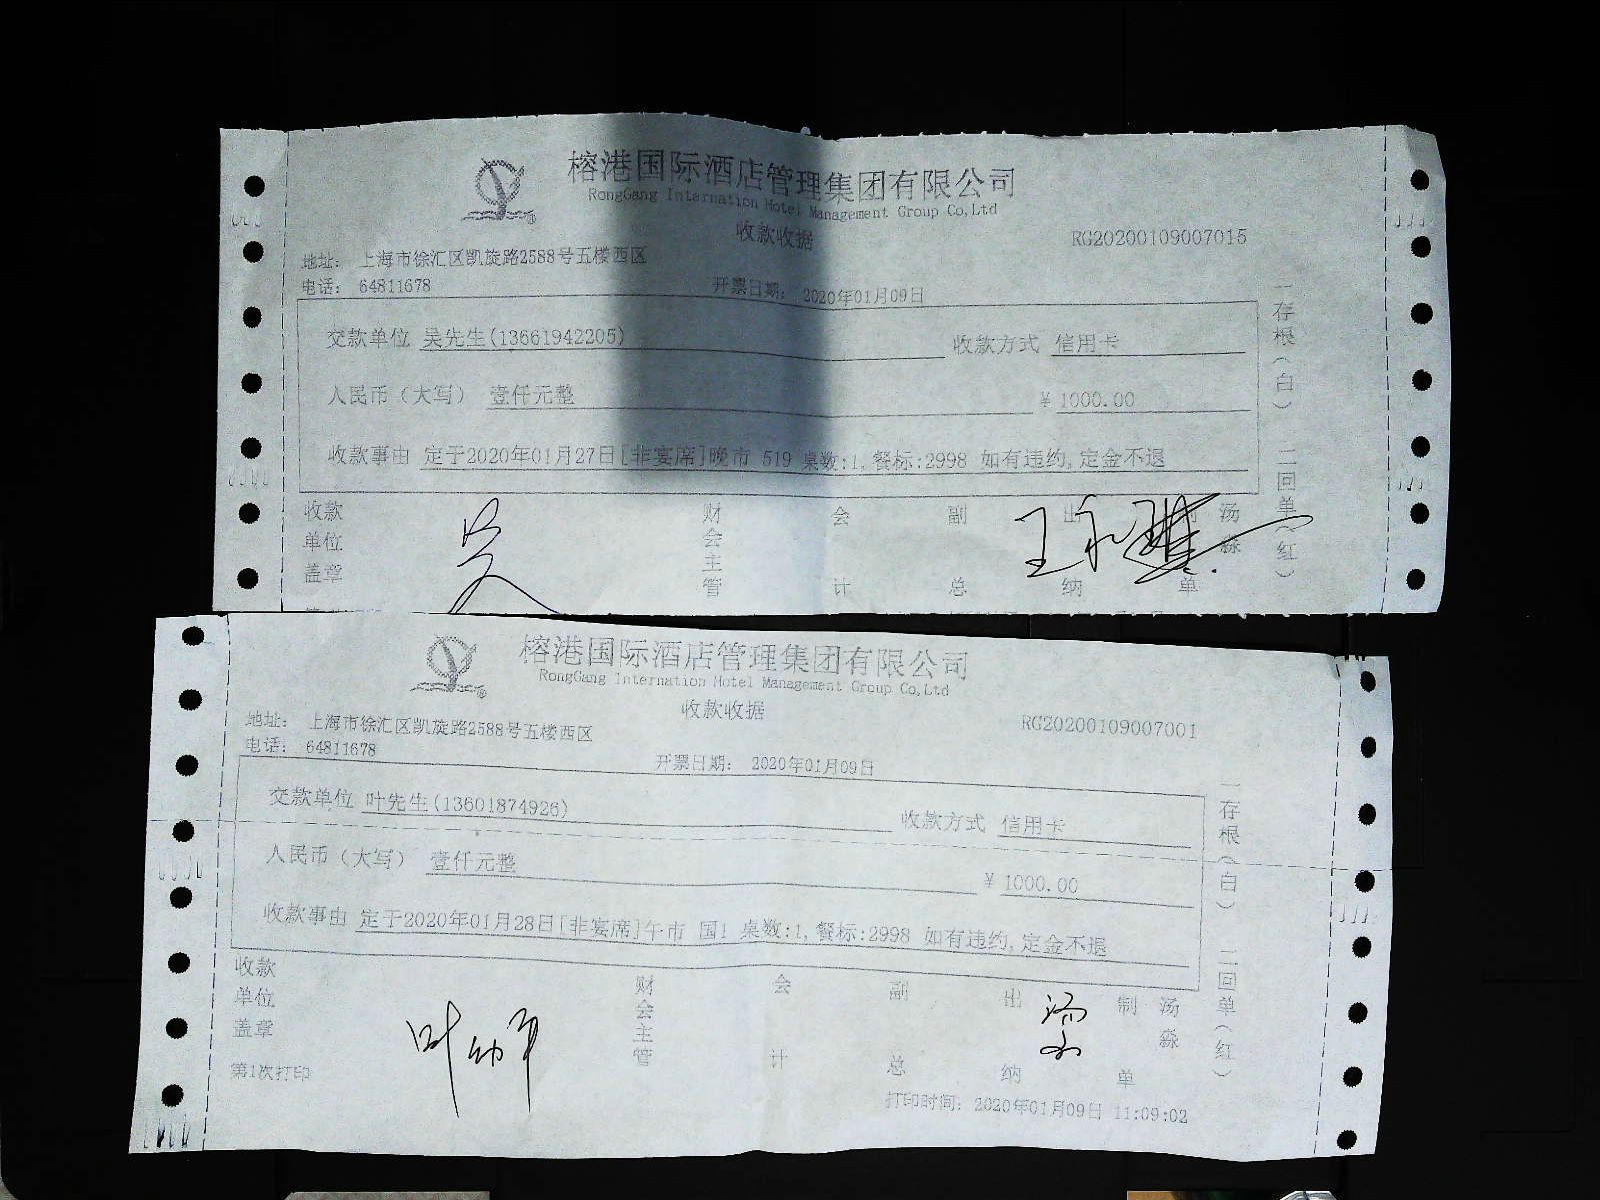 榕港国际酒店管理集团有限公司
RongGang Internation Hotel Management Group Co,Ltd
收款收据
RG20200109007015
地址: 上海市徐汇区凯旋路2588号五楼西区
电话: 64811678
开票日期: 2020年01月09日
交款单位 吴先生(13661942205)
收款方式 信用卡
人民币（大写） 壹仟元整
¥ 1000.00
收款事由 定于2020年01月27日[非宴席]晚市 519 桌数:1,餐标:2998 如有违约,定金不退
一存根（白） 二回单（红）
收款单位盖章
吴
财会主管
会计
副总
出纳
制单
汤淼
榕港国际酒店管理集团有限公司
RongGang Internation Hotel Management Group Co,Ltd
收款收据
RG20200109007001
地址: 上海市徐汇区凯旋路2588号五楼西区
电话: 64811678
开票日期: 2020年01月09日
交款单位 叶先生(13601874926)
收款方式 信用卡
人民币（大写） 壹仟元整
¥ 1000.00
收款事由 定于2020年01月28日[非宴席]午市 国1 桌数:1,餐标:2998 如有违约,定金不退
一存根（白） 二回单（红）
收款单位盖章
财会主管
会计
副总
出纳
制单
汤淼
第1次打印
打印时间: 2020年01月09日 11:09:02